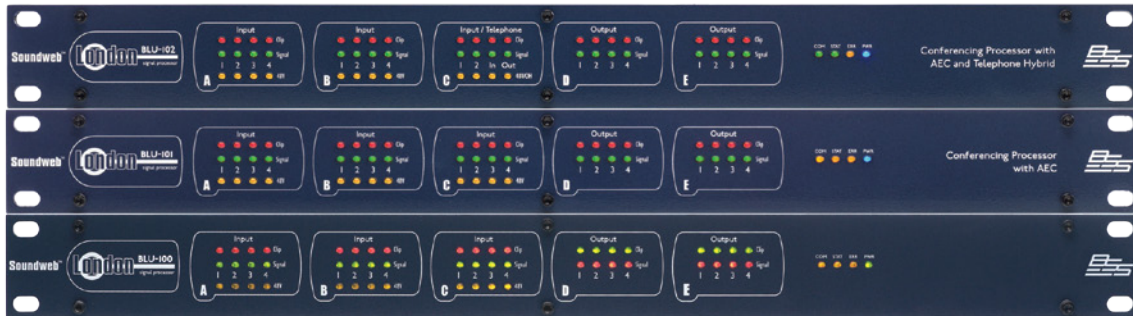 Soundweb™
London
BLU-102
signal processor
Input
Clip
Signal
1 2 3 4
48V
A
Input
Clip
Signal
1 2 3 4
48V
B
Input / Telephone
Clip
Signal
1 2 In Out
48V/OH
C
Output
Clip
Signal
1 2 3 4
D
Output
Clip
Signal
1 2 3 4
E
COM STAT ERR PWR
Conferencing Processor with
AEC and Telephone Hybrid
BSS
Soundweb™
London
BLU-101
signal processor
Input
Clip
Signal
1 2 3 4
48V
A
Input
Clip
Signal
1 2 3 4
48V
B
Input
Clip
Signal
1 2 3 4
48V
C
Output
Clip
Signal
1 2 3 4
D
Output
Clip
Signal
1 2 3 4
E
COM STAT ERR PWR
Conferencing Processor
with AEC
BSS
Soundweb™
London
BLU-100
signal processor
Input
Clip
Signal
1 2 3 4
48V
A
Input
Clip
Signal
1 2 3 4
48V
B
Input
Clip
Signal
1 2 3 4
48V
C
Output
Clip
Signal
1 2 3 4
D
Output
Clip
Signal
1 2 3 4
E
COM STAT ERR PWR
BSS